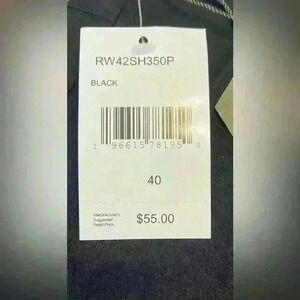 RW42SH350P
BLACK
1 96615 78195 0
40
Manufacturer's
Suggested
Retail Price
$55.00